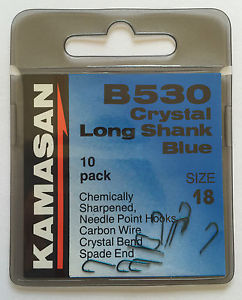 KAMASAN
B530
Crystal
Long Shank
Blue
10
pack
SIZE
18
Chemically
Sharpened,
Needle Point Hooks,
Carbon Wire
Crystal Bend
Spade End